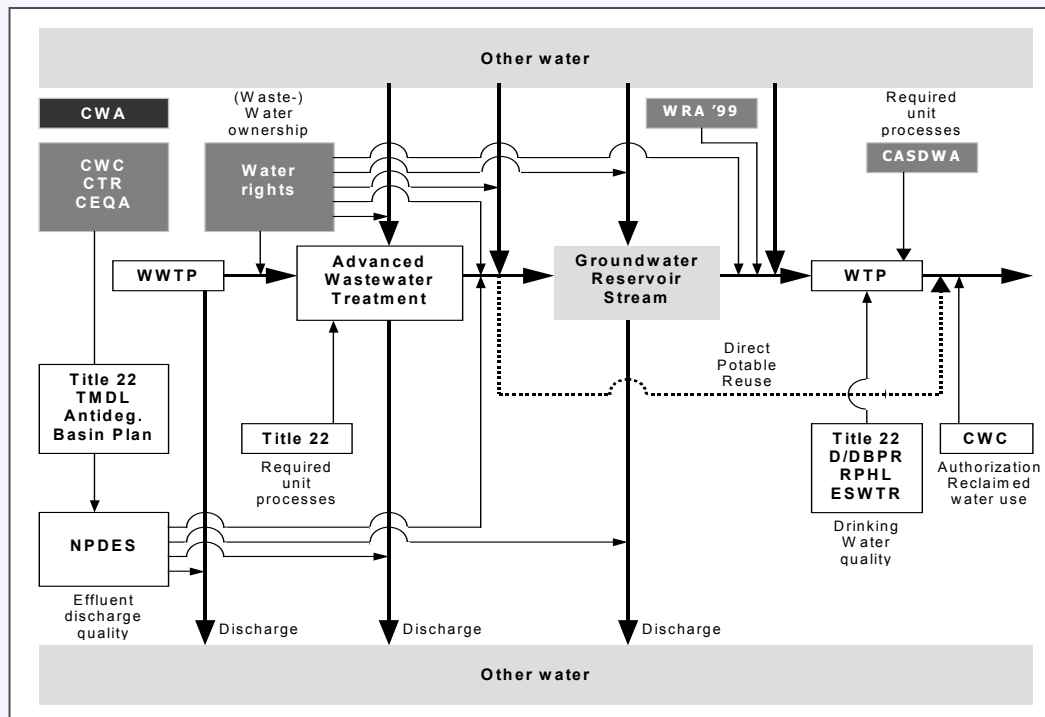 Other water
CWA
(Waste-)
Water
ownership
WRA '99
Required
unit
processes
CWC
CTR
CEQA
Water
rights
CASDWA
WWTP
Advanced
Wastewater
Treatment
Groundwater
Reservoir
Stream
WTP
Direct
Potable
Reuse
Title 22
TMDL
Antideg.
Basin Plan
Title 22
Required
unit
processes
Title 22
D/DBPR
RPHL
ESWTR
CWC
Authorization
Reclaimed
water use
Drinking
Water
quality
NPDES
Effluent
discharge
quality
Discharge
Discharge
Discharge
Other water